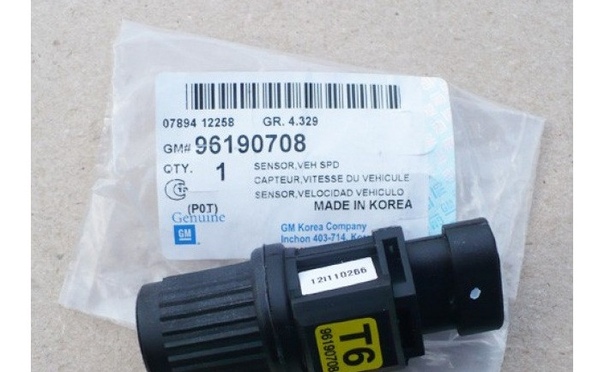 07894 12258 GR. 4.329
GM# 96190708
QTY. 1
SENSOR,VEH SPD
CAPTEUR,VITESSE DU VEHICULE
SENSOR,VELOCIDAD VEHICULO
(P0T)
MADE IN KOREA
Genuine
GM
GM Korea Company
Inchon 403-714,
12I110266
T6
96190708